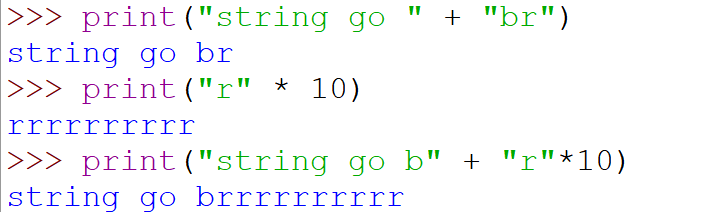 >>> print("string go " + "br")
string go br
>>> print("r" * 10)
rrrrrrrrrr
>>> print("string go b" + "r"*10)
string go brrrrrrrrrr